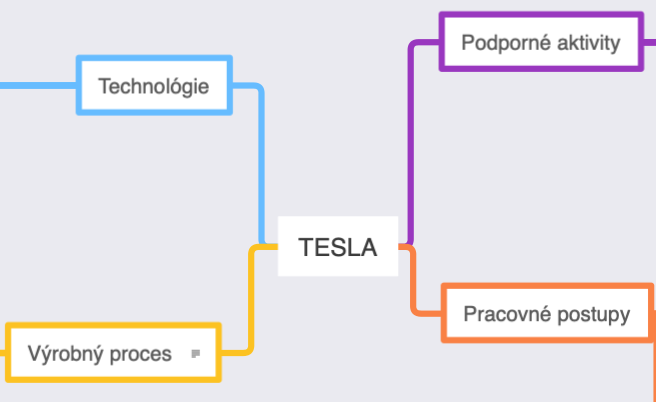 Podporné aktivity
Technológie
TESLA
Pracovné postupy
Výrobný proces